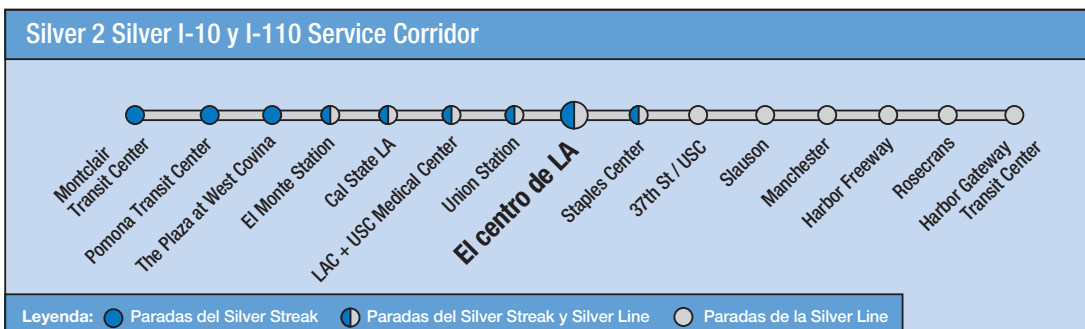 Silver 2 Silver I-10 y I-110 Service Corridor
Montclair
Transit Center
Pomona Transit Center
The Plaza at West Covina
El Monte Station
Cal State LA
LAC + USC Medical Center
Union Station
El centro de LA
Staples Center
37th St / USC
Slauson
Manchester
Harbor Freeway
Rosecrans
Harbor Gateway
Transit Center
Leyenda: Paradas del Silver Streak Paradas del Silver Streak y Silver Line Paradas de la Silver Line